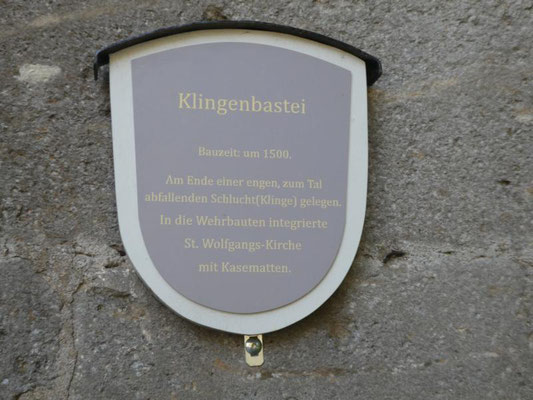 Klingenbastei
Bauzeit: um 1500.
Am Ende einer engen, zum Tal
abfallenden Schlucht(Klinge) gelegen.
In die Wehrbauten integrierte
St. Wolfgangs-Kirche
mit Kasematten.